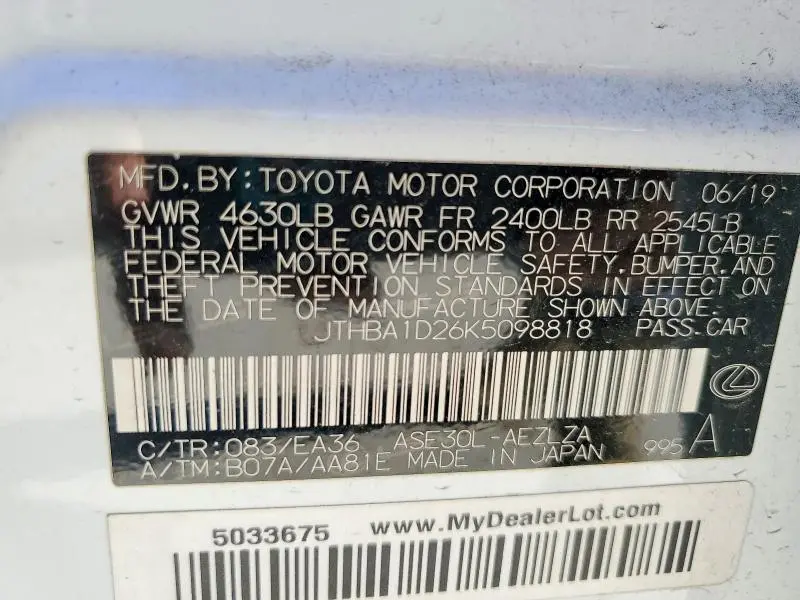 MFD.BY:TOYOTA MOTOR CORPORATION 06/19
GVWR 4630LB GAWR FR 2400LB RR 2545LB
THIS VEHICLE CONFORMS TO ALL APPLICABLE
FEDERAL MOTOR VEHICLE SAFETY.BUMPER.AND
THEFT PREVENTION STANDARDS IN EFFECT ON
THE DATE OF MANUFACTURE SHOWN ABOVE.
JTHBA1D26K5098818 PASS.CAR
C/TR:083/EA36 ASE30L-AEZLZA
A/TM:B07A/AA81E MADE IN JAPAN 995 A
5033675 www.MyDealerLot.com